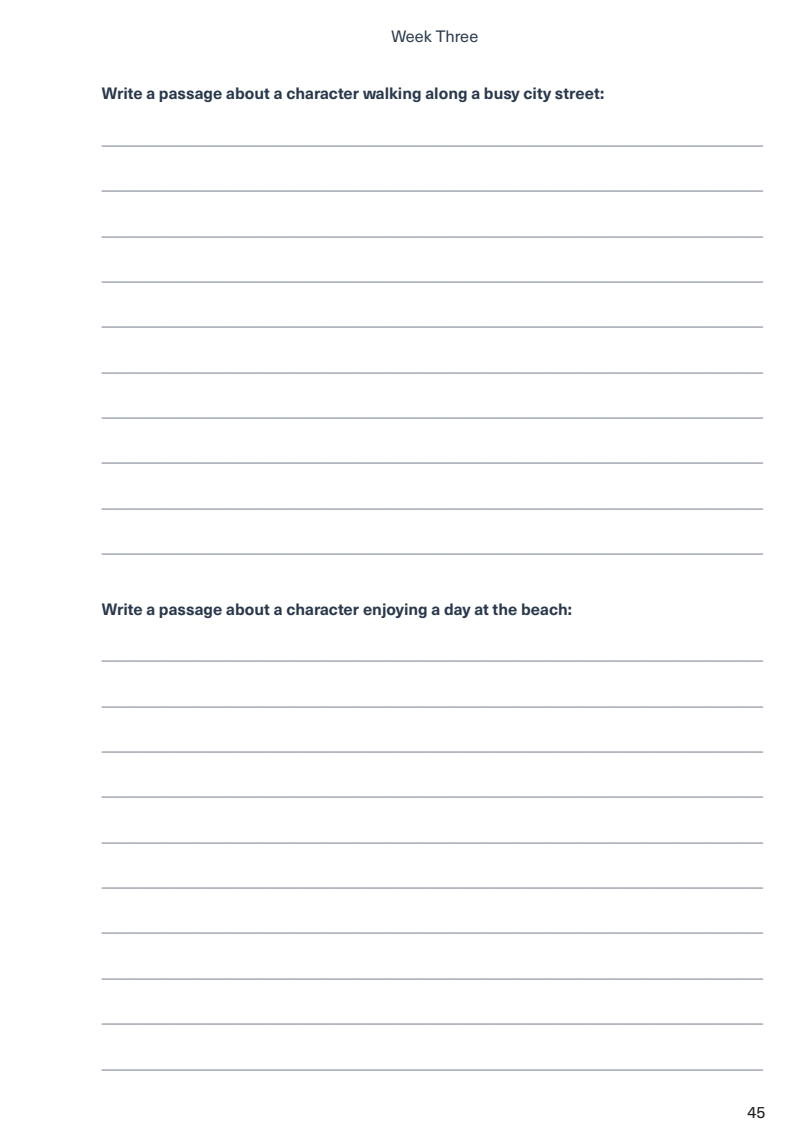 Week Three
Write a passage about a character walking along a busy city street:
Write a passage about a character enjoying a day at the beach:
45